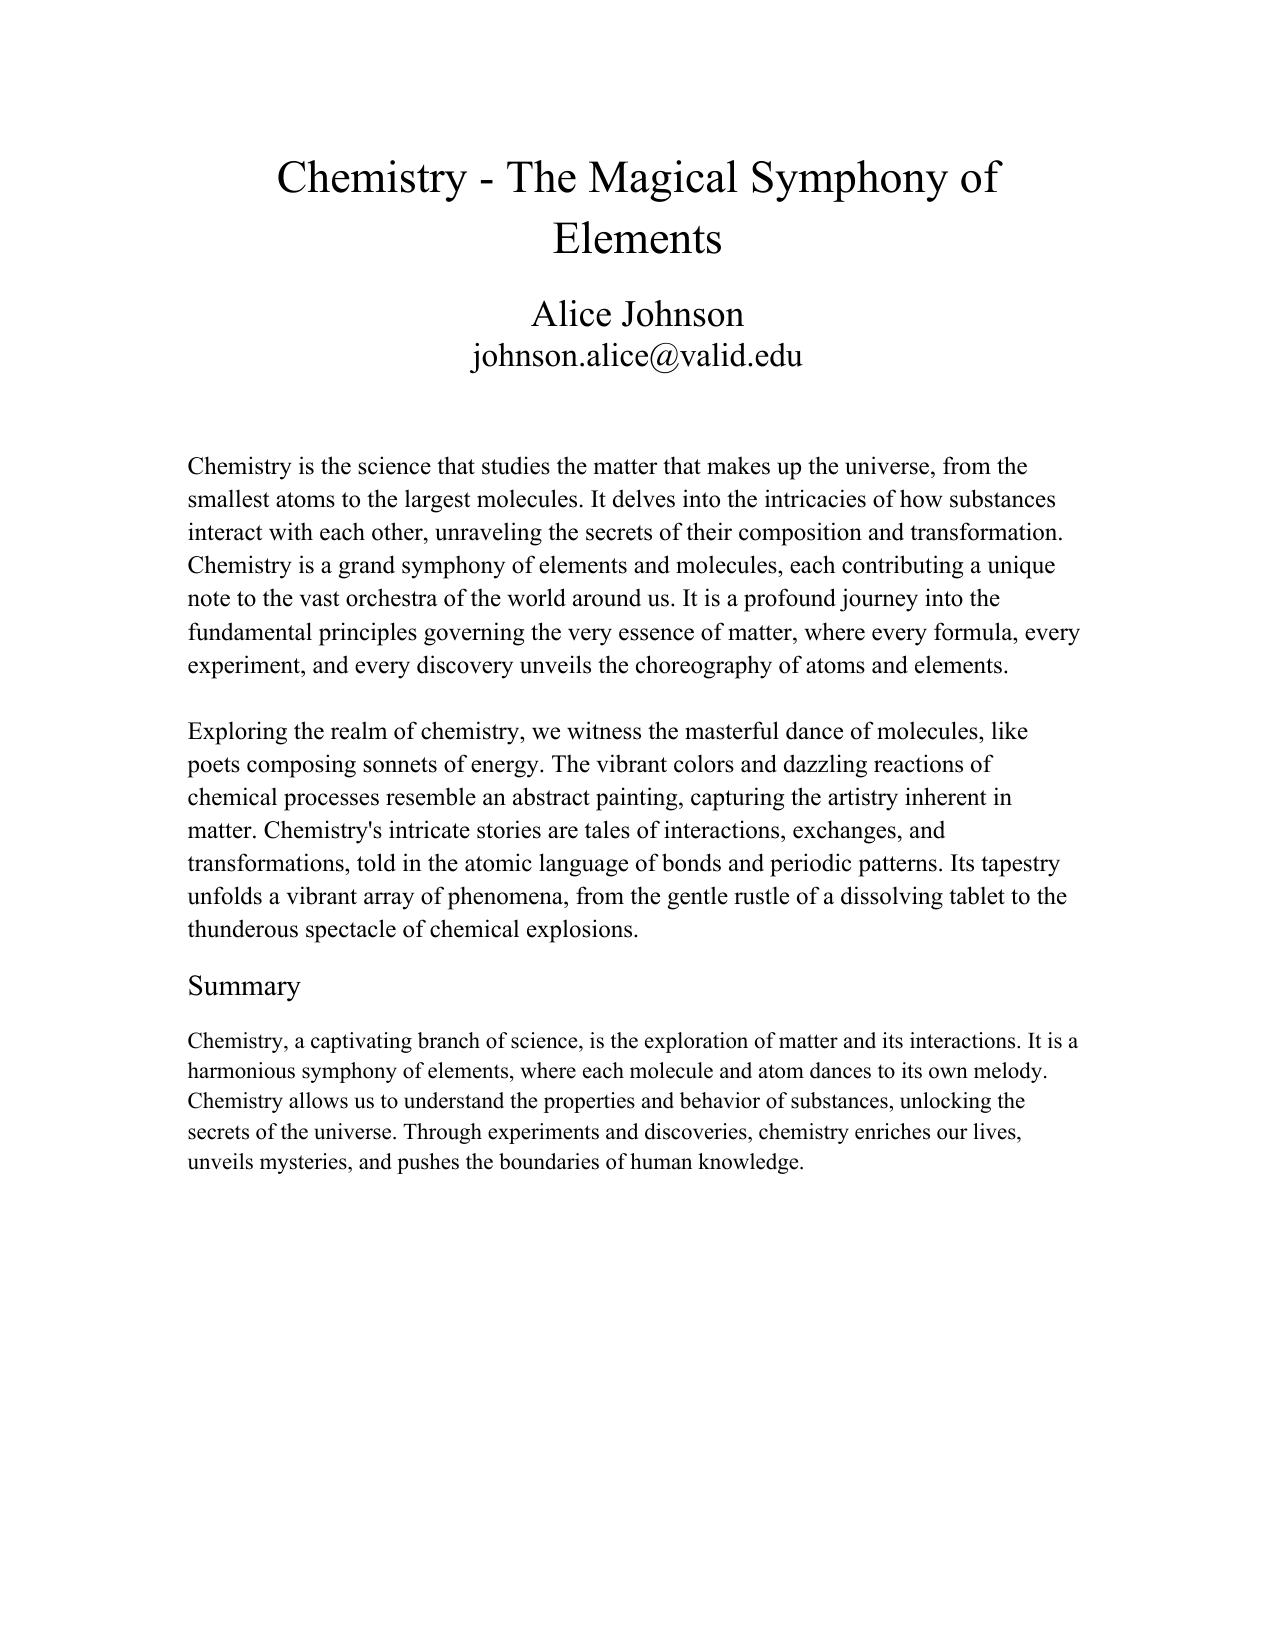 Chemistry - The Magical Symphony of
Elements
Alice Johnson
johnson.alice@valid.edu
Chemistry is the science that studies the matter that makes up the universe, from the
smallest atoms to the largest molecules. It delves into the intricacies of how substances
interact with each other, unraveling the secrets of their composition and transformation.
Chemistry is a grand symphony of elements and molecules, each contributing a unique
note to the vast orchestra of the world around us. It is a profound journey into the
fundamental principles governing the very essence of matter, where every formula, every
experiment, and every discovery unveils the choreography of atoms and elements.
Exploring the realm of chemistry, we witness the masterful dance of molecules, like
poets composing sonnets of energy. The vibrant colors and dazzling reactions of
chemical processes resemble an abstract painting, capturing the artistry inherent in
matter. Chemistry's intricate stories are tales of interactions, exchanges, and
transformations, told in the atomic language of bonds and periodic patterns. Its tapestry
unfolds a vibrant array of phenomena, from the gentle rustle of a dissolving tablet to the
thunderous spectacle of chemical explosions.
Summary
Chemistry, a captivating branch of science, is the exploration of matter and its interactions. It is a
harmonious symphony of elements, where each molecule and atom dances to its own melody.
Chemistry allows us to understand the properties and behavior of substances, unlocking the
secrets of the universe. Through experiments and discoveries, chemistry enriches our lives,
unveils mysteries, and pushes the boundaries of human knowledge.